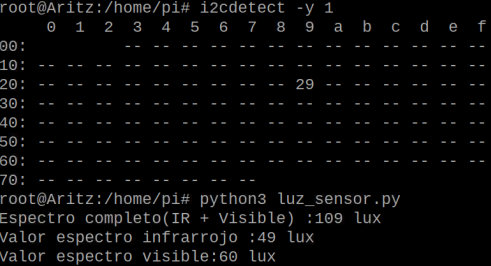 root@Aritz:/home/pi# i2cdetect -y 1
     0  1  2  3  4  5  6  7  8  9  a  b  c  d  e  f
00:          -- -- -- -- -- -- -- -- -- -- -- -- --
10: -- -- -- -- -- -- -- -- -- -- -- -- -- -- -- --
20: -- -- -- -- -- -- -- -- -- 29 -- -- -- -- -- --
30: -- -- -- -- -- -- -- -- -- -- -- -- -- -- -- --
40: -- -- -- -- -- -- -- -- -- -- -- -- -- -- -- --
50: -- -- -- -- -- -- -- -- -- -- -- -- -- -- -- --
60: -- -- -- -- -- -- -- -- -- -- -- -- -- -- -- --
70: -- -- -- -- -- -- -- --
root@Aritz:/home/pi# python3 luz_sensor.py
Espectro completo(IR + Visible) :109 lux
Valor espectro infrarrojo :49 lux
Valor espectro visible:60 lux